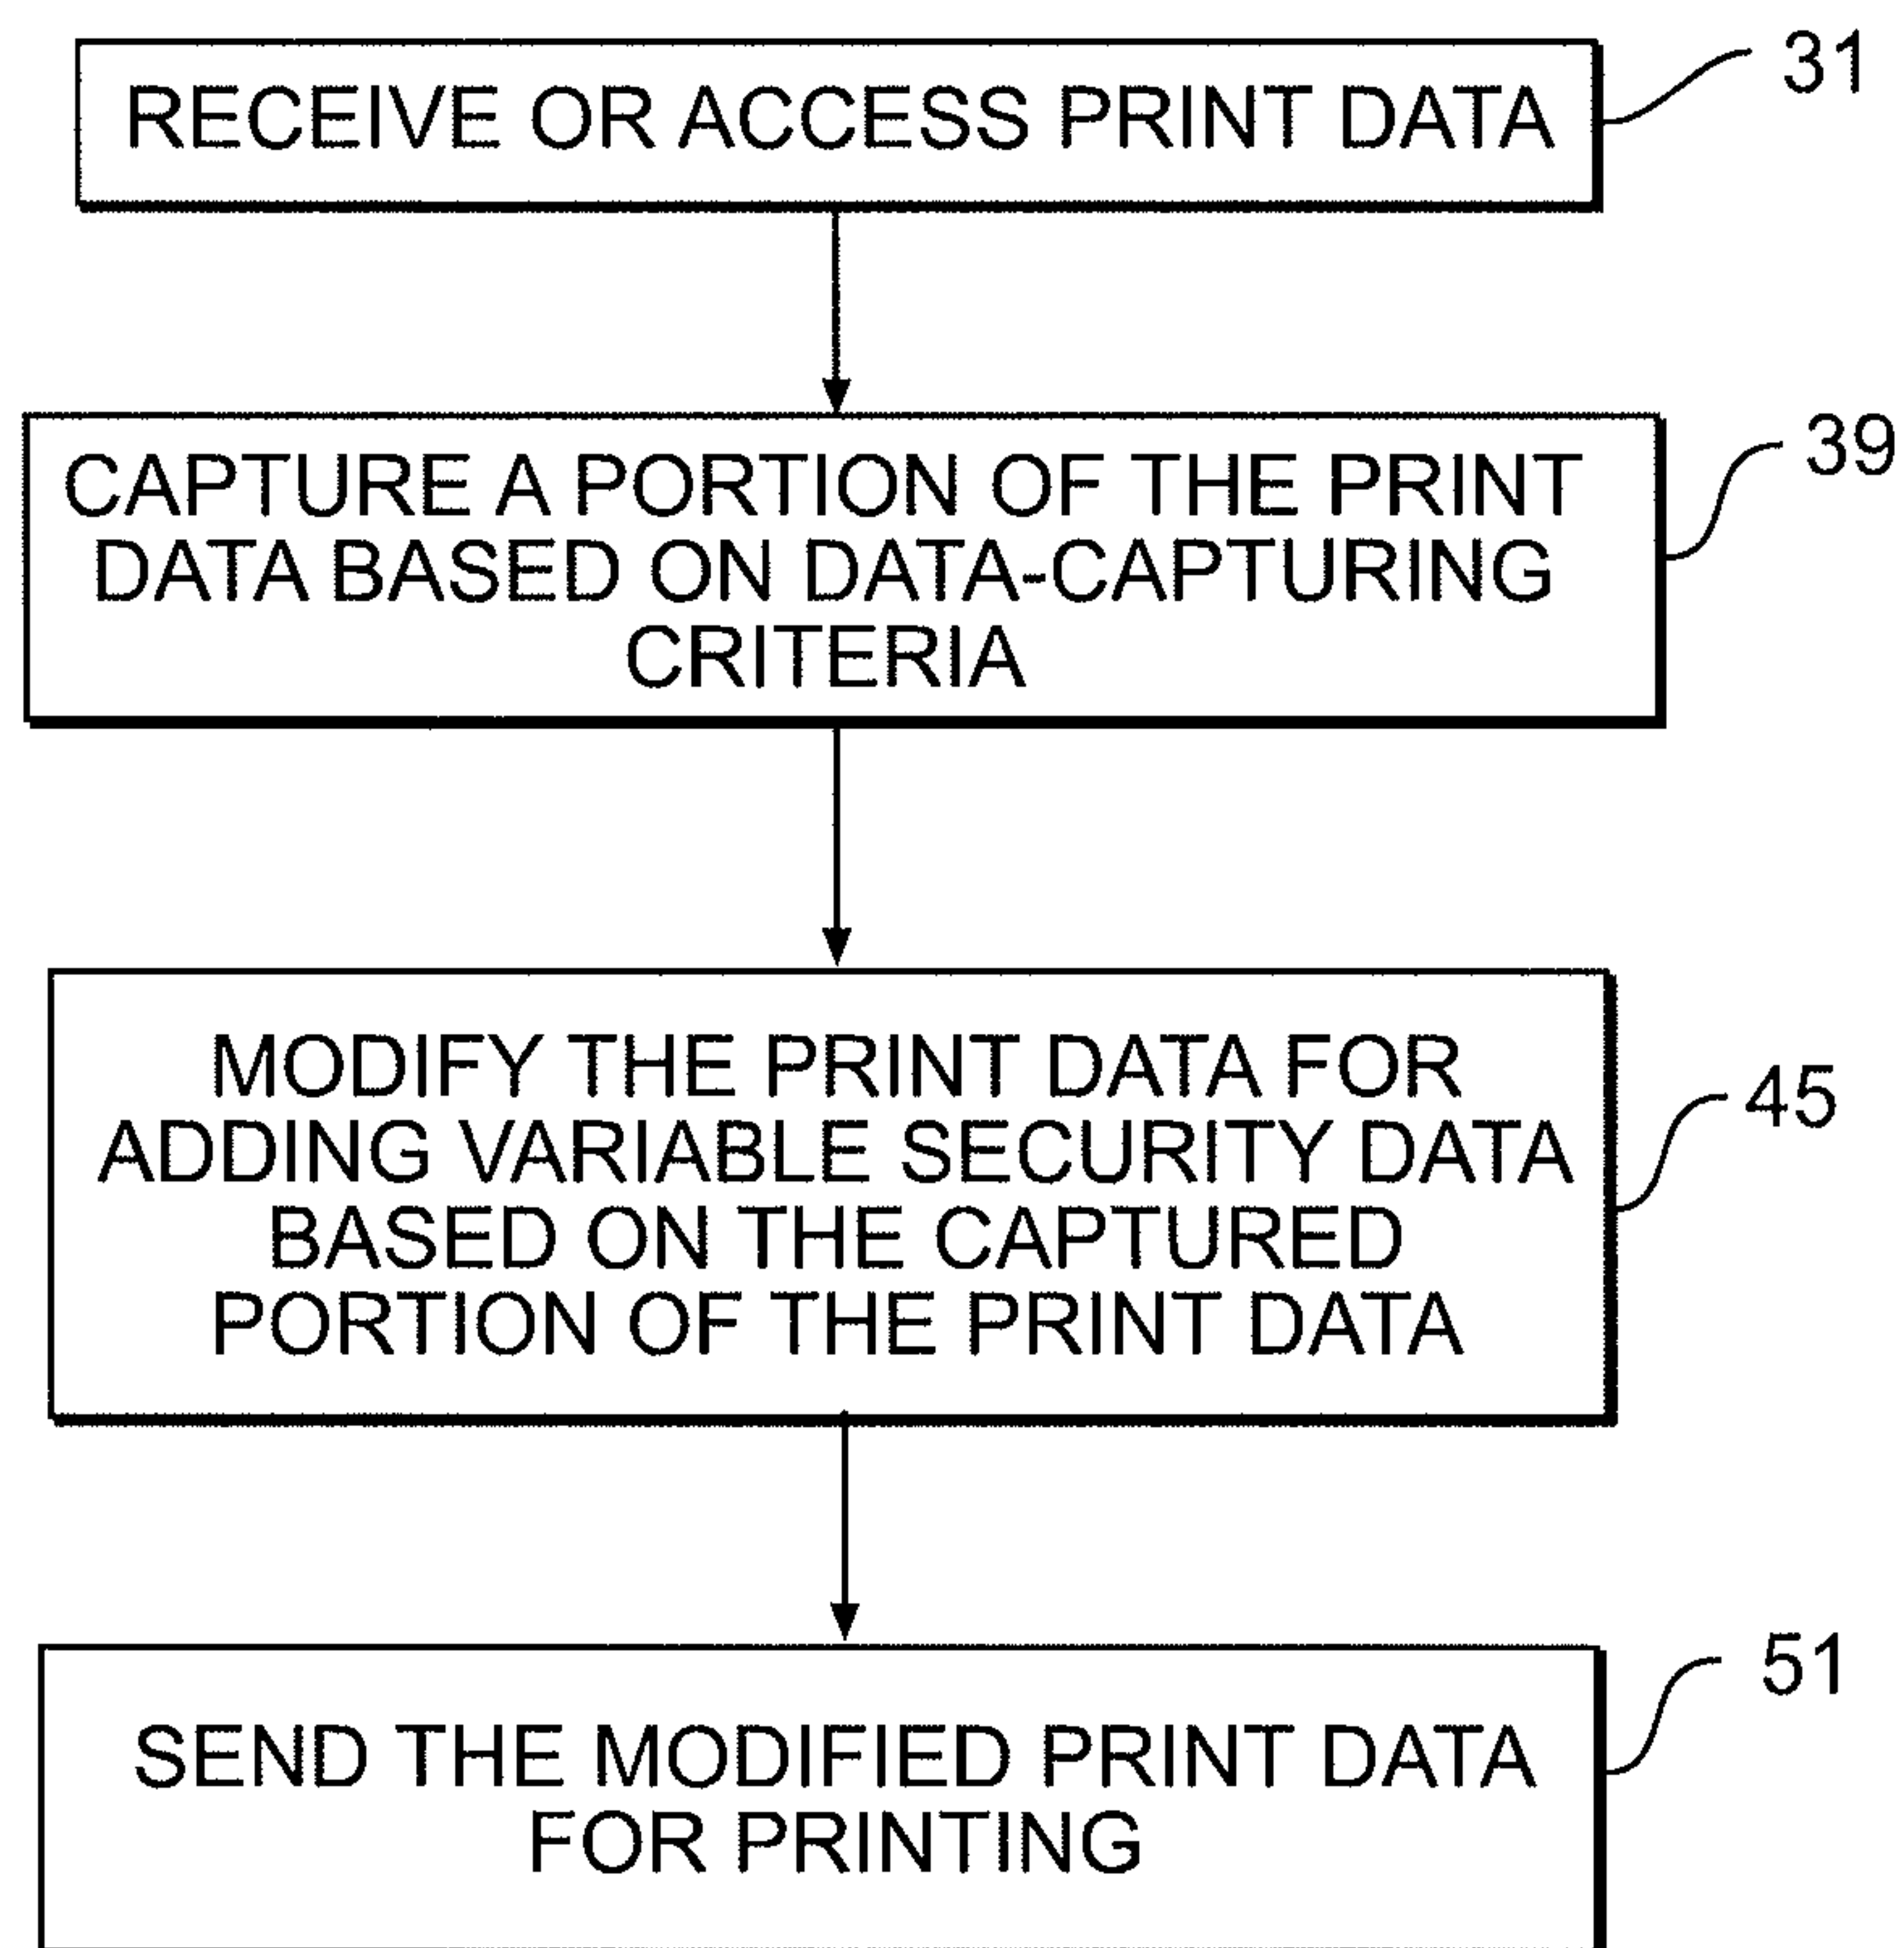 RECEIVE OR ACCESS PRINT DATA
31
CAPTURE A PORTION OF THE PRINT
DATA BASED ON DATA-CAPTURING
CRITERIA
39
MODIFY THE PRINT DATA FOR
ADDING VARIABLE SECURITY DATA
BASED ON THE CAPTURED
PORTION OF THE PRINT DATA
45
SEND THE MODIFIED PRINT DATA
FOR PRINTING
51